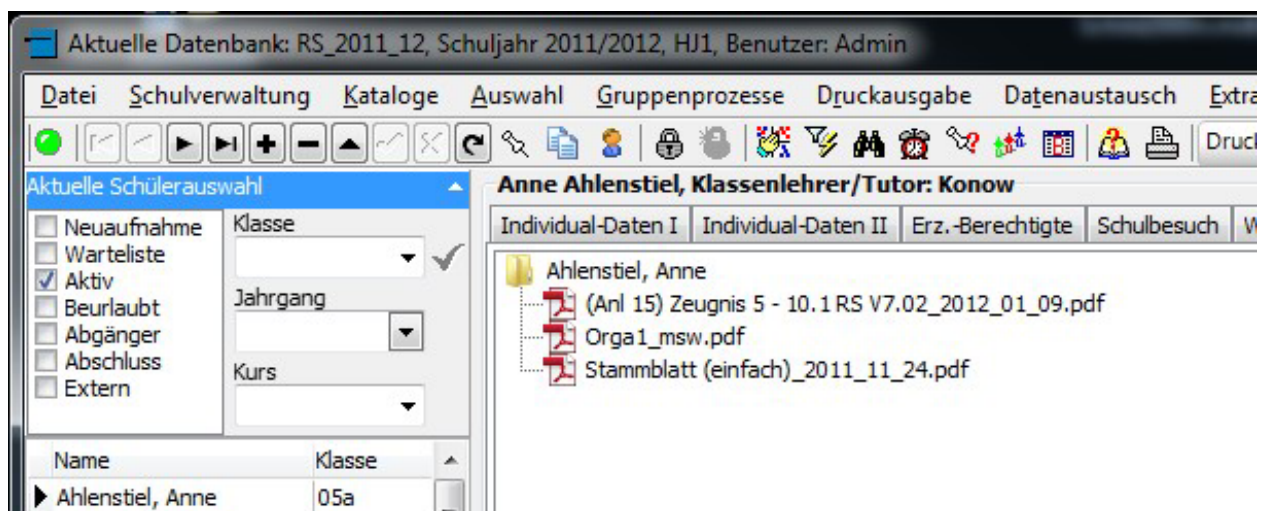 Aktuelle Datenbank: RS_2011_12, Schuljahr 2011/2012, HJ1, Benutzer: Admin
Datei Schulverwaltung Kataloge Auswahl Gruppenprozesse Druckausgabe Datenaustausch Extra
Druck
Aktuelle Schülerauswahl
Neuaufnahme
Warteliste
Aktiv
Beurlaubt
Abgänger
Abschluss
Extern
Klasse
Jahrgang
Kurs
Name Klasse
Ahlenstiel, Anne 05a
Anne Ahlenstiel, Klassenlehrer/Tutor: Konow
Individual-Daten I Individual-Daten II Erz.-Berechtigte Schulbesuch
Ahlenstiel, Anne
(Anl 15) Zeugnis 5 - 10.1 RS V7.02_2012_01_09.pdf
Orga1_msw.pdf
Stammblatt (einfach)_2011_11_24.pdf